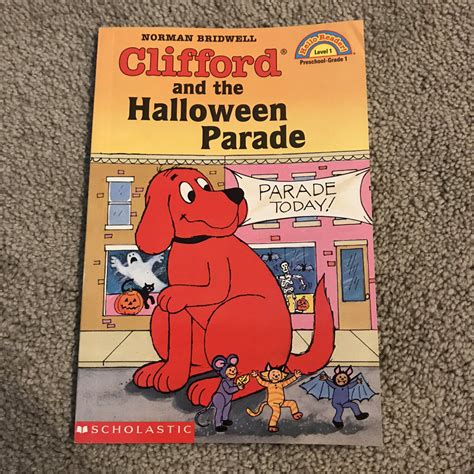 NORMAN BRIDWELL
Clifford®
and the
Halloween
Parade
Hello Reader!
Level 1
Preschool-Grade 1
PARADE
TODAY!
SCHOLASTIC